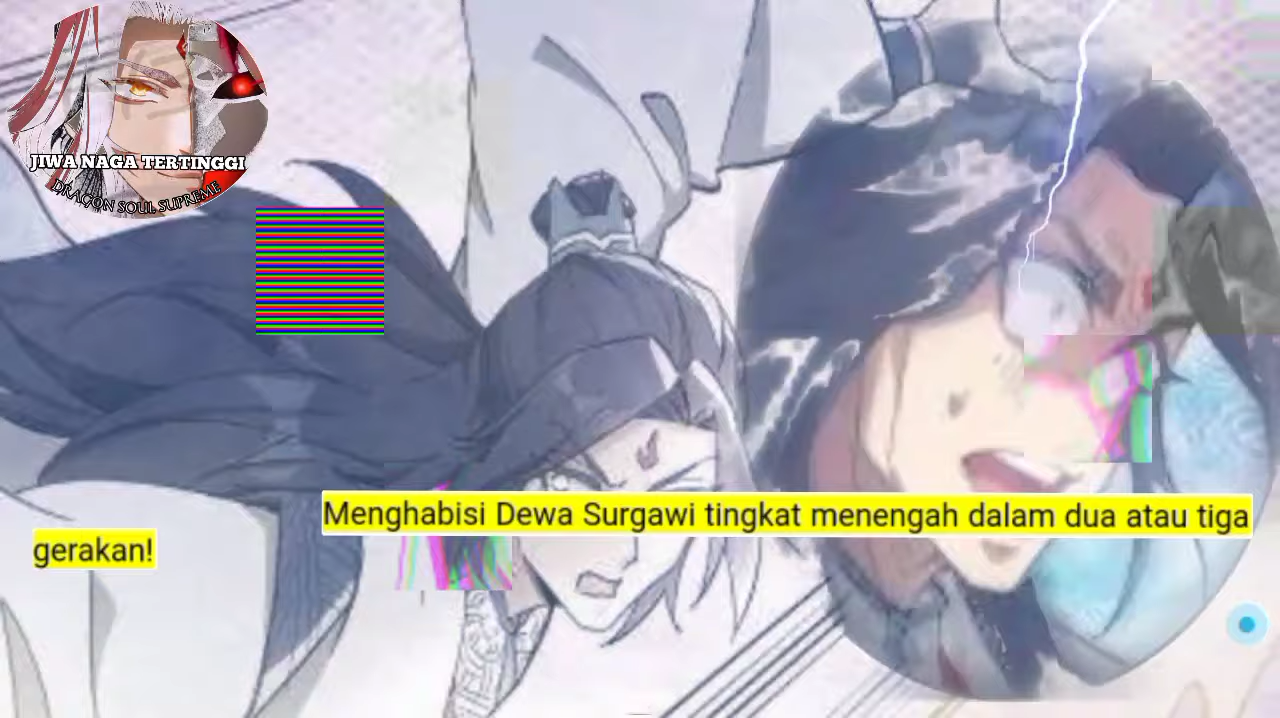 JIWA NAGA TERTINGGI
DRAGON SOUL SUPREME
Menghabisi Dewa Surgawi tingkat menengah dalam dua atau tiga
gerakan!